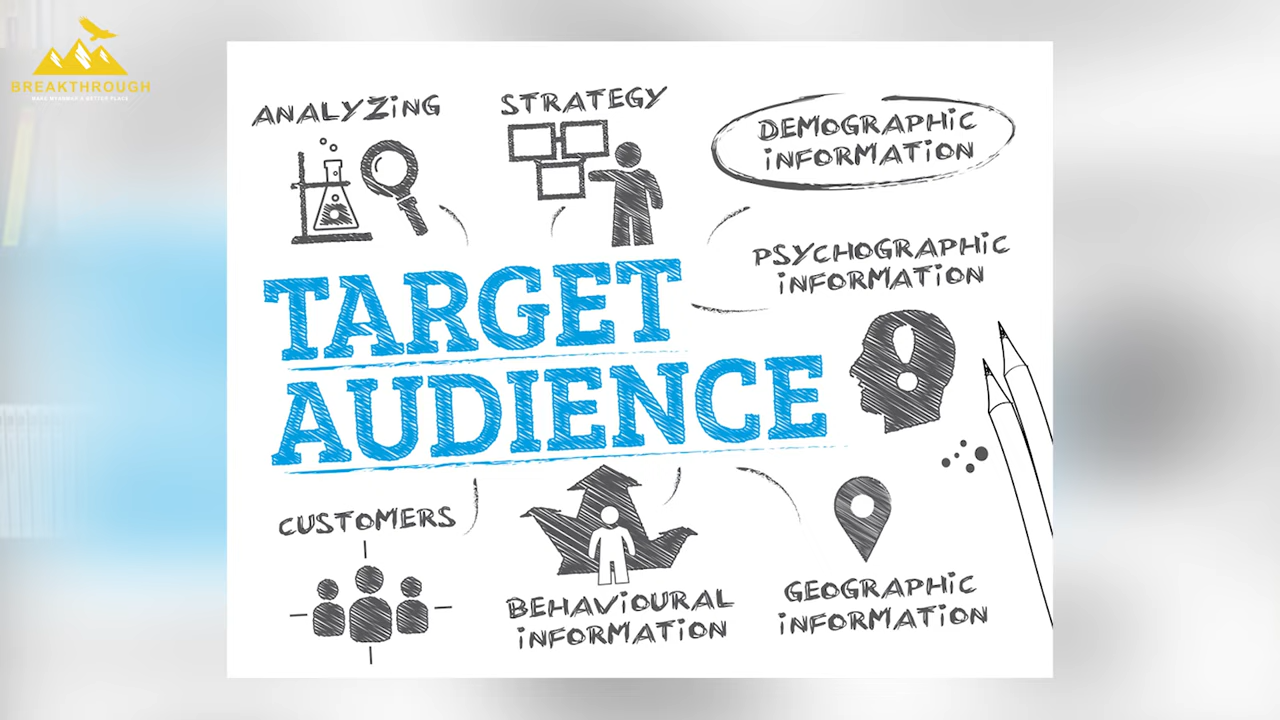 BREAKTHROUGH
ANALYZiNG
STRATEGY
DEMOGRAPHiC
iNFORMATiON
PSYCHOGRAPHiC
iNFORMATiON
TARGET
AUDIENCE
CUSTOMERS
BEHAViOURAL
iNFORMATiON
GEOGRAPHiC
iNFORMATiON